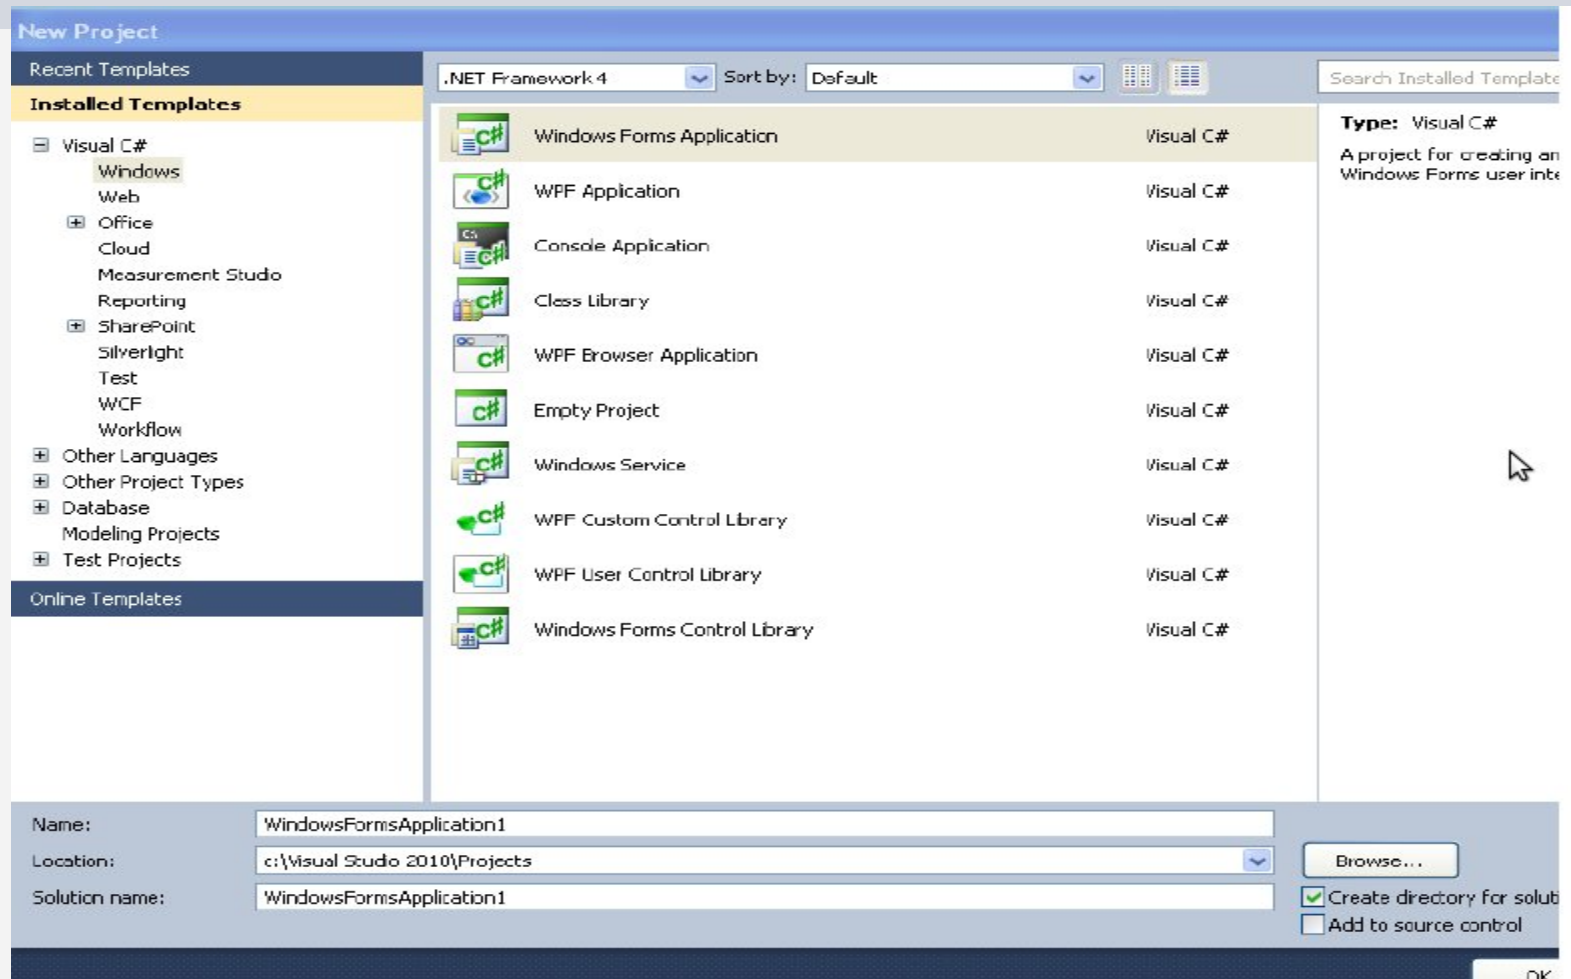 New Project
Recent Templates
Installed Templates
Visual C#
Windows
Web
Office
Cloud
Measurement Studio
Reporting
SharePoint
Silverlight
Test
WCF
Workflow
Other Languages
Other Project Types
Database
Modeling Projects
Test Projects
Online Templates
.NET Framework 4 Sort by: Default
Windows Forms Application Visual C#
WPF Application Visual C#
Console Application Visual C#
Class Library Visual C#
WPF Browser Application Visual C#
Empty Project Visual C#
Windows Service Visual C#
WPF Custom Control Library Visual C#
WPF User Control Library Visual C#
Windows Forms Control Library Visual C#
Search Installed Template
Type: Visual C#
A project for creating an
Windows Forms user inte
Name: WindowsFormsApplication1
Location: c:\Visual Studio 2010\Projects Browse...
Solution name: WindowsFormsApplication1
Create directory for soluti
Add to source control
OK